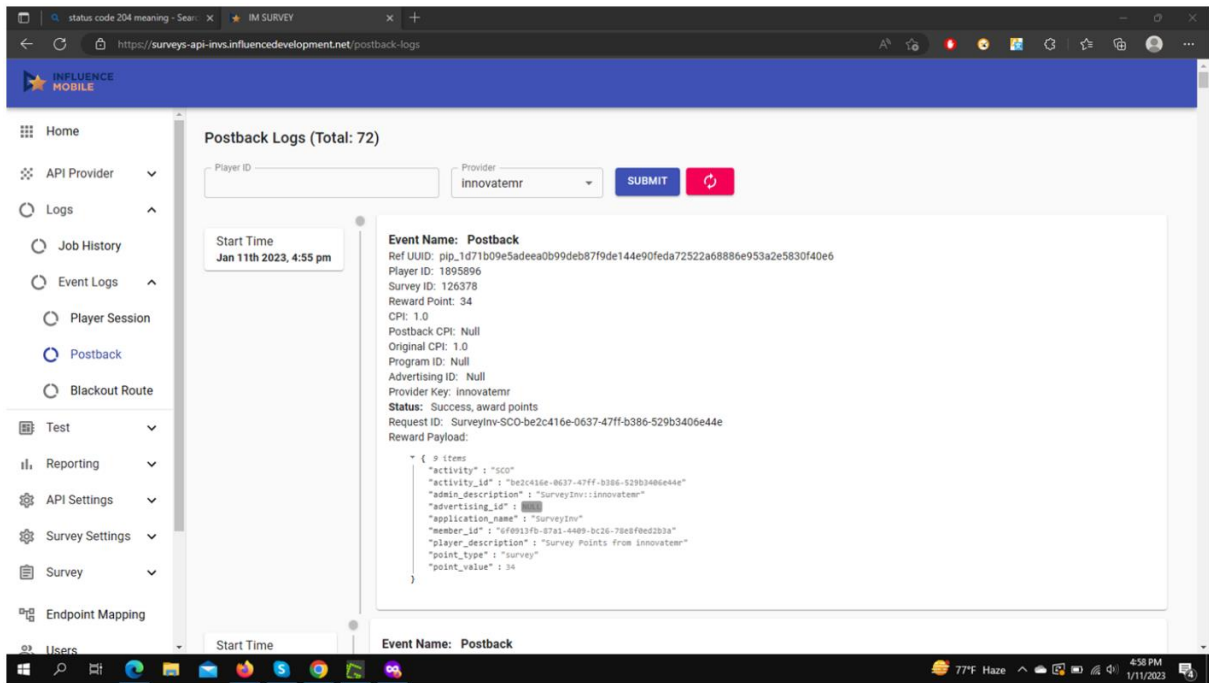 status code 204 meaning - Sear
IM SURVEY
https://surveys-api-invs.influencedevelopment.net/postback-logs
INFLUENCE
MOBILE
Home
API Provider
Logs
Job History
Event Logs
Player Session
Postback
Blackout Route
Test
Reporting
API Settings
Survey Settings
Survey
Endpoint Mapping
Users
Postback Logs (Total: 72)
Player ID
Provider
innovatemr
SUBMIT
Start Time
Jan 11th 2023, 4:55 pm
Event Name: Postback
Ref UUID: pip_1d71b09e5adeea0b99deb87f9de144e90feda72522a68886e953a2e5830f40e6
Player ID: 1895896
Survey ID: 126378
Reward Point: 34
CPI: 1.0
Postback CPI: Null
Original CPI: 1.0
Program ID: Null
Advertising ID: Null
Provider Key: innovatemr
Status: Success, award points
Request ID: SurveyInv-SCO-be2c416e-0637-47ff-b386-529b3406e44e
Reward Payload:
{ 9 items
"activity" : "SCO"
"activity_id" : "be2c416e-0637-47ff-b386-529b3406e44e"
"admin_description" : "SurveyInv::innovatemr"
"advertising_id" : NULL
"application_name" : "SurveyInv"
"member_id" : "6f0913fb-87a1-4409-bc26-78e8f0ed2b3a"
"player_description" : "Survey Points from innovatemr"
"point_type" : "survey"
"point_value" : 34
}
Start Time
Event Name: Postback
77°F Haze
4:58 PM
1/11/2023